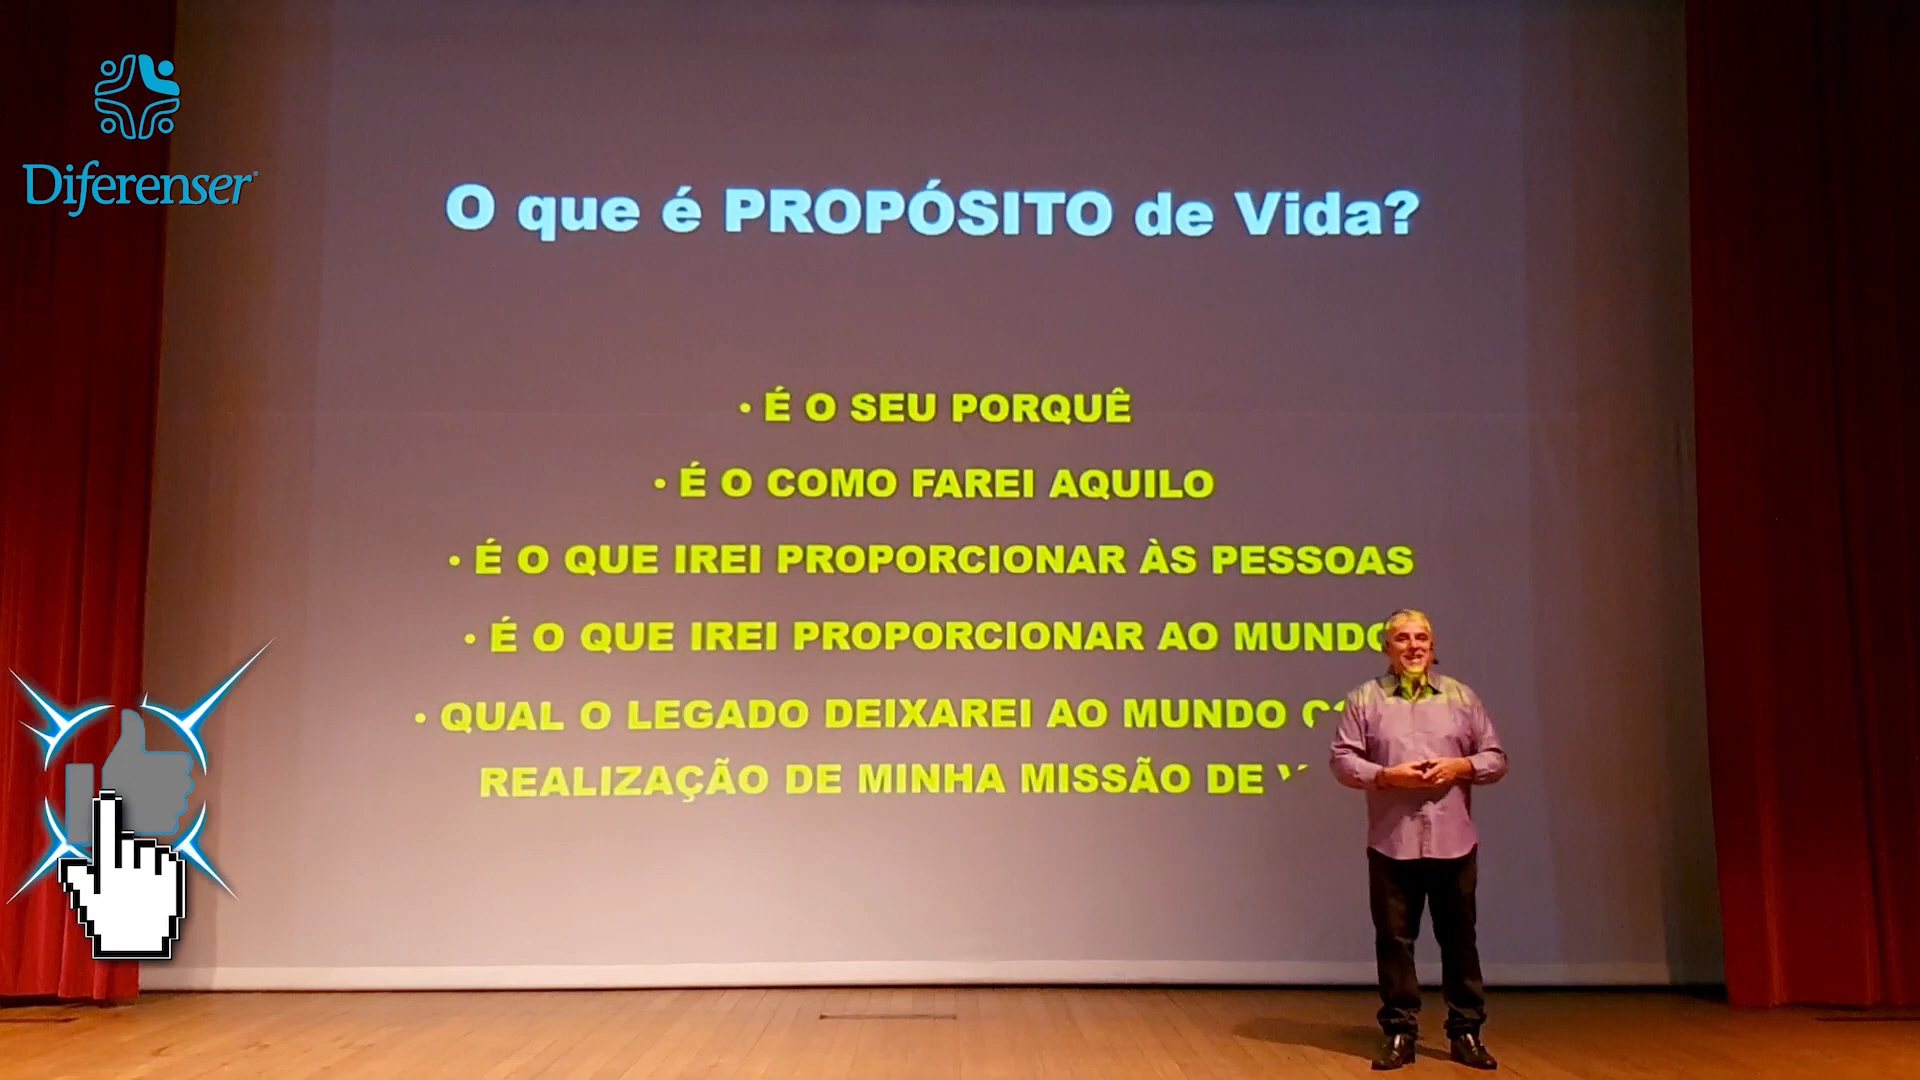 Diferenser
O que é PROPÓSITO de Vida?
• É O SEU PORQUÊ
• É O COMO FAREI AQUILO
• É O QUE IREI PROPORCIONAR ÀS PESSOAS
• É O QUE IREI PROPORCIONAR AO MUNDO
• QUAL O LEGADO DEIXAREI AO MUNDO
REALIZAÇÃO DE MINHA MISSÃO DE